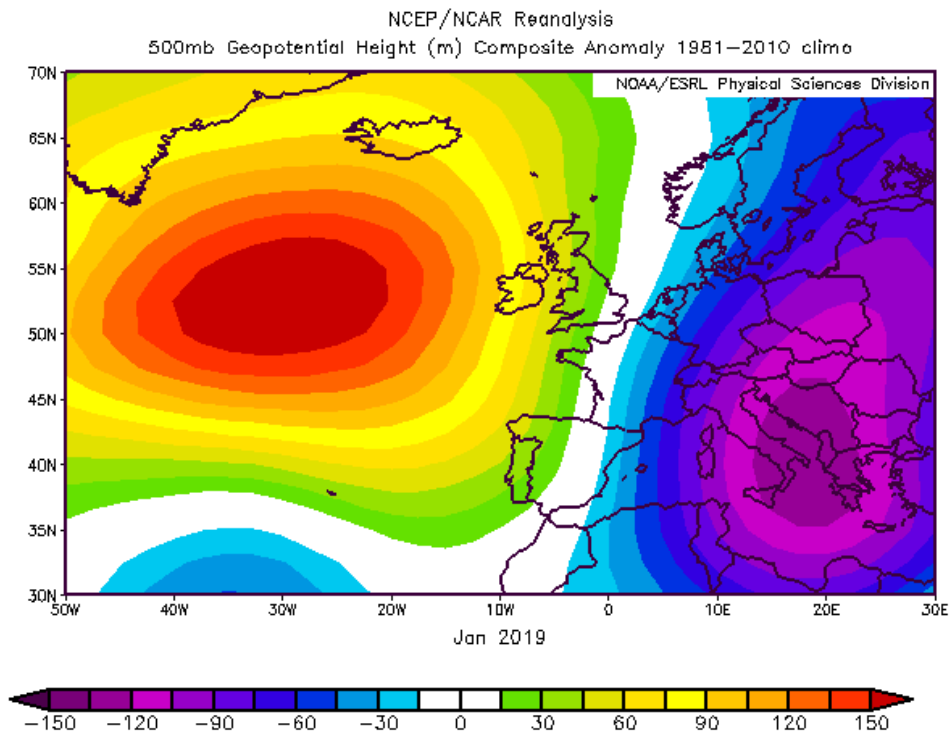 NCEP/NCAR Reanalysis
500mb Geopotential Height (m) Composite Anomaly 1981-2010 climo
NOAA/ESRL Physical Sciences Division
70N
65N
60N
55N
50N
45N
40N
35N
30N
50W 40W 30W 20W 10W 0 10E 20E 30E
Jan 2019
-150 -120 -90 -60 -30 0 30 60 90 120 150